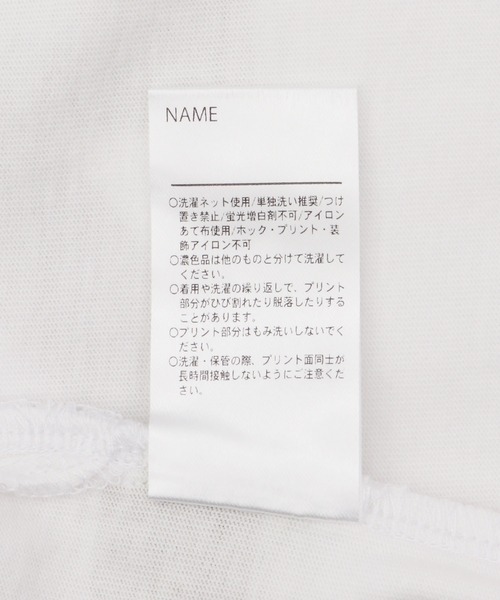 NAME
○洗濯ネット使用/単独洗い推奨/つけ
置き禁止/蛍光増白剤不可/アイロン
あて布使用/ホック・プリント・装
飾アイロン不可
○濃色品は他のものと分けて洗濯して
ください。
○着用や洗濯の繰り返しで、プリント
部分がひび割れたり脱落したりする
ことがあります。
○プリント部分はもみ洗いしないでく
ださい。
○洗濯・保管の際、プリント面同士が
長時間接触しないようにご注意くだ
さい。